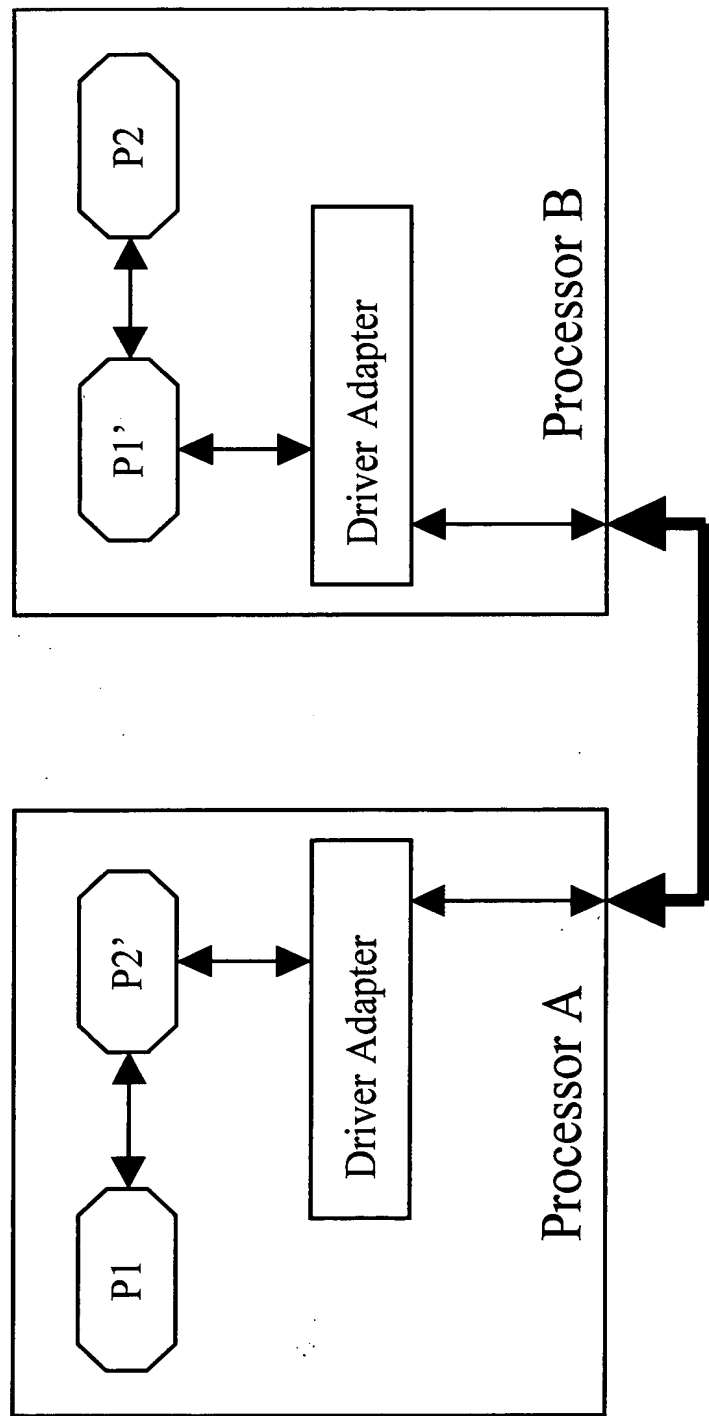 P1
P2’
Driver Adapter
Processor A
P1’
P2
Driver Adapter
Processor B